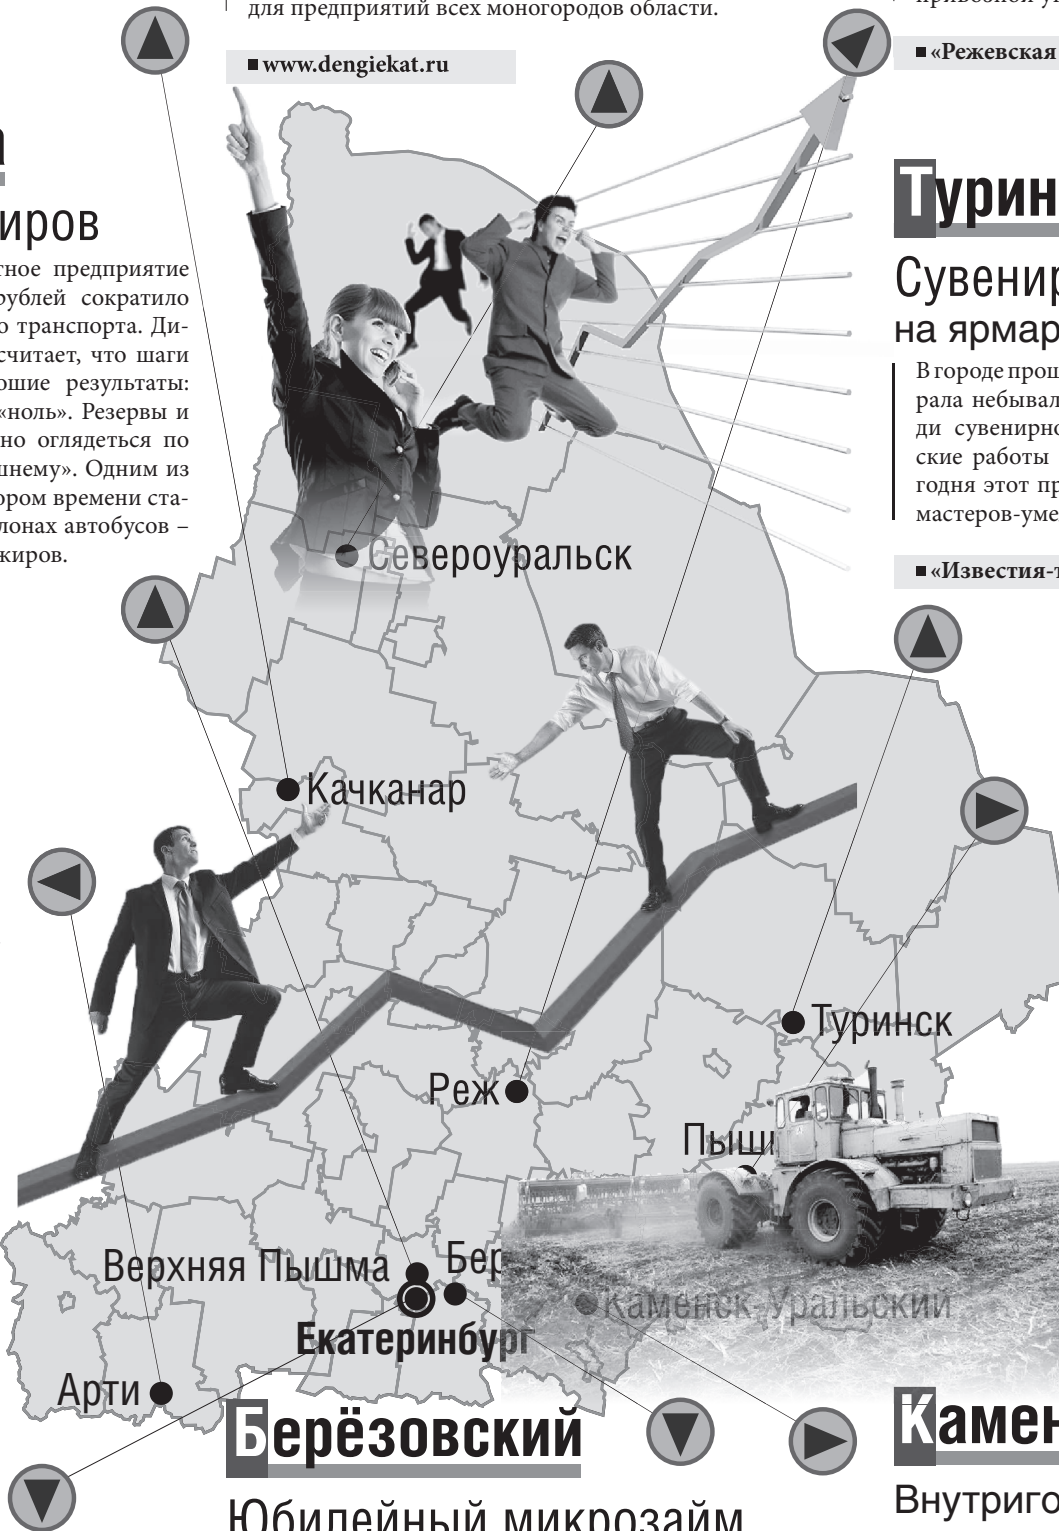 для предприятий всех моногородов области.
www.dengiekat.ru
иров
тное предприятие
рублей сократило
о транспорта. Ди-
считает, что шаги
ошие результаты:
«ноль». Резервы и
но оглядеться по
шнему». Одним из
ором времени ста-
лонах автобусов –
жиров.
«Режевская
Турин
Сувенир
на ярмар
В городе прош
рала небывал
ди сувенирно
ские работы
годня этот пр
мастеров-уме
«Известия-т
Североуральск
Качканар
Туринск
Реж
Пыш
Верхняя Пышма
Бер
Каменск-Уральский
Екатеринбург
Арти
Берёзовский
Юбилейный микрозайм
Камен
Внутриго